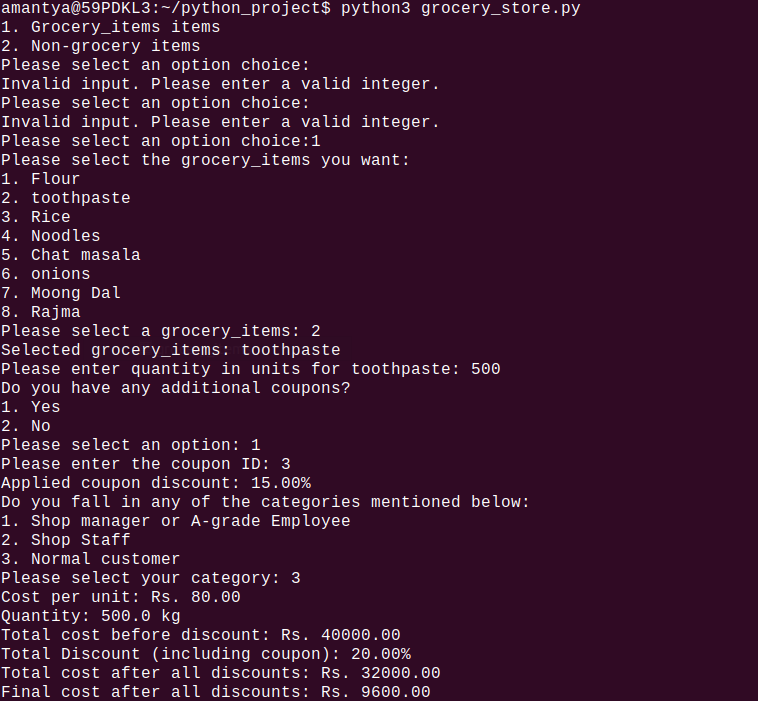 amantya@59PDKL3:~/python_project$ python3 grocery_store.py
1. Grocery_items items
2. Non-grocery items
Please select an option choice:
Invalid input. Please enter a valid integer.
Please select an option choice:
Invalid input. Please enter a valid integer.
Please select an option choice:1
Please select the grocery_items you want:
1. Flour
2. toothpaste
3. Rice
4. Noodles
5. Chat masala
6. onions
7. Moong Dal
8. Rajma
Please select a grocery_items: 2
Selected grocery_items: toothpaste
Please enter quantity in units for toothpaste: 500
Do you have any additional coupons?
1. Yes
2. No
Please select an option: 1
Please enter the coupon ID: 3
Applied coupon discount: 15.00%
Do you fall in any of the categories mentioned below:
1. Shop manager or A-grade Employee
2. Shop Staff
3. Normal customer
Please select your category: 3
Cost per unit: Rs. 80.00
Quantity: 500.0 kg
Total cost before discount: Rs. 40000.00
Total Discount (including coupon): 20.00%
Total cost after all discounts: Rs. 32000.00
Final cost after all discounts: Rs. 9600.00